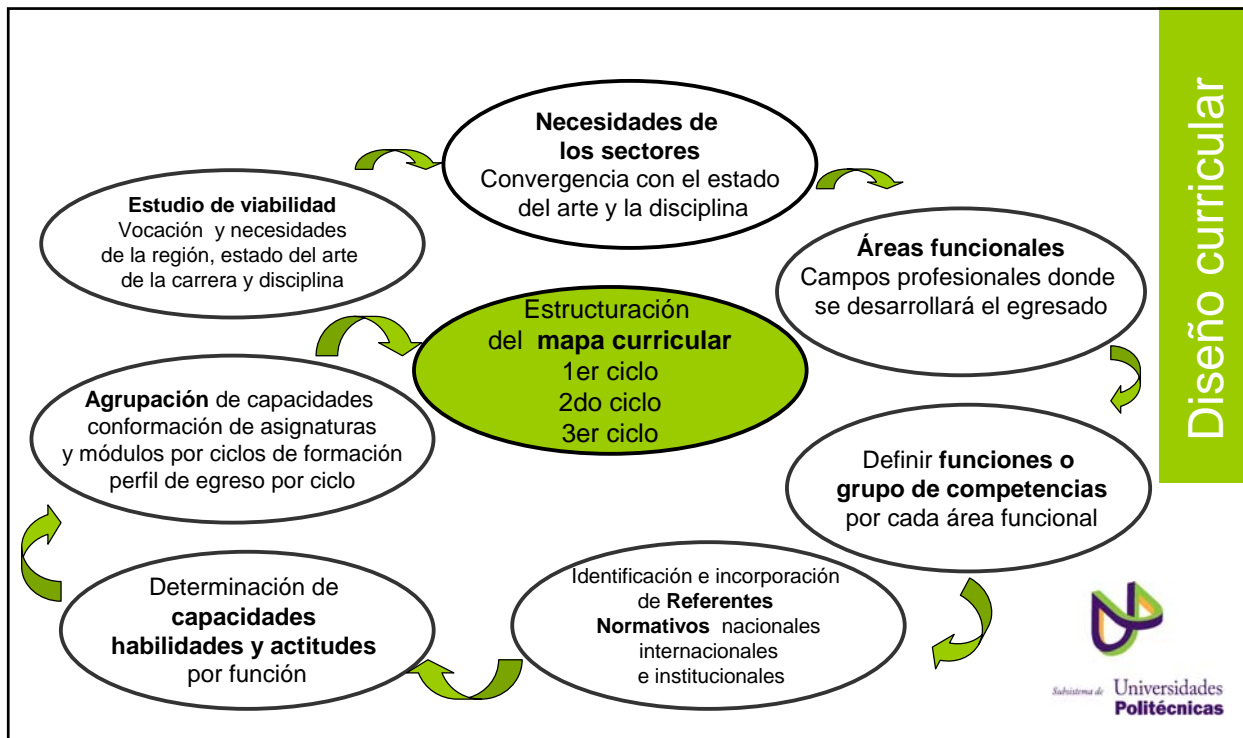 Diseño curricular
Estudio de viabilidad
Vocación y necesidades
de la región, estado del arte
de la carrera y disciplina
Necesidades de
los sectores
Convergencia con el estado
del arte y la disciplina
Áreas funcionales
Campos profesionales donde
se desarrollará el egresado
Definir funciones o
grupo de competencias
por cada área funcional
Identificación e incorporación
de Referentes
Normativos nacionales
internacionales
e institucionales
Determinación de
capacidades
habilidades y actitudes
por función
Agrupación de capacidades
conformación de asignaturas
y módulos por ciclos de formación
perfil de egreso por ciclo
Estructuración
del mapa curricular
1er ciclo
2do ciclo
3er ciclo
Subsistema de Universidades
Politécnicas